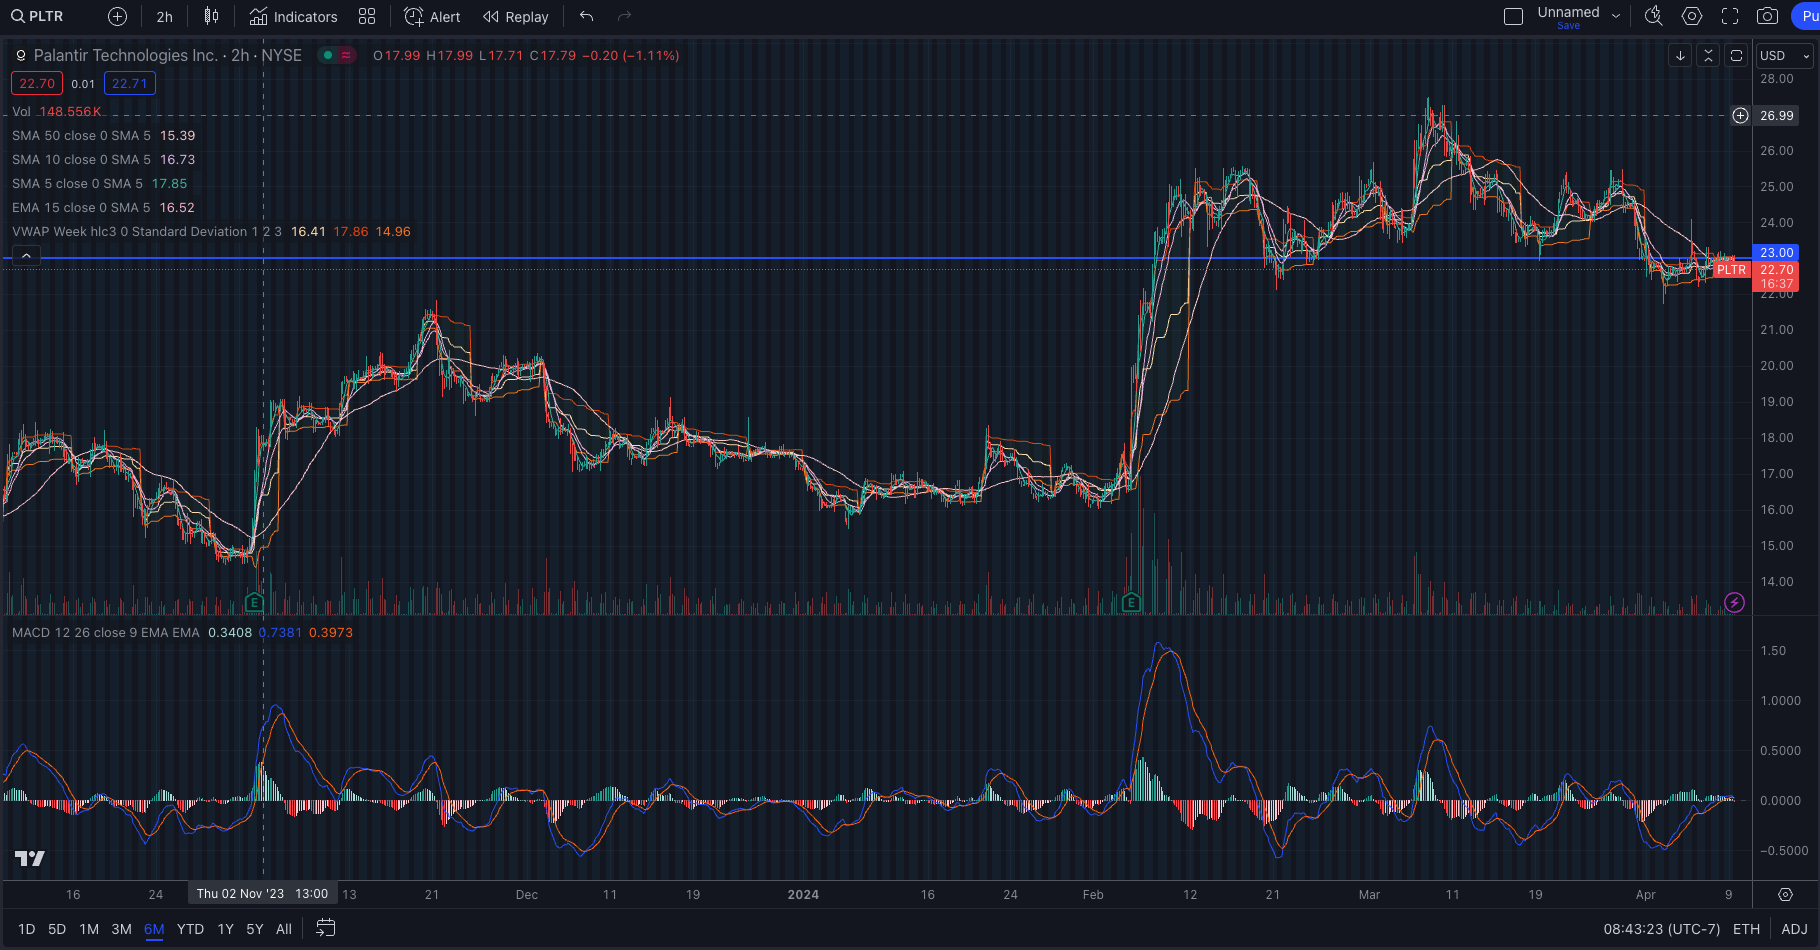 PLTR 2h Indicators Alert Replay Unnamed Save Pu
Palantir Technologies Inc. · 2h · NYSE O17.99 H17.99 L17.71 C17.79 −0.20 (−1.11%) USD
22.70 0.01 22.71
Vol 148.556K
SMA 50 close 0 SMA 5 15.39
SMA 10 close 0 SMA 5 16.73
SMA 5 close 0 SMA 5 17.85
EMA 15 close 0 SMA 5 16.52
VWAP Week hlc3 0 Standard Deviation 1 2 3 16.41 17.86 14.96
28.00
26.99
26.00
25.00
24.00
23.00
PLTR 22.70
16:37
22.00
21.00
20.00
19.00
18.00
17.00
16.00
15.00
14.00
E E
MACD 12 26 close 9 EMA EMA 0.3408 0.7381 0.3973
1.50
1.0000
0.5000
0.0000
−0.5000
16 24 Thu 02 Nov '23 13:00 13 21 Dec 11 19 2024 16 24 Feb 12 21 Mar 11 19 Apr 9
1D 5D 1M 3M 6M YTD 1Y 5Y All 08:43:23 (UTC-7) ETH ADJ